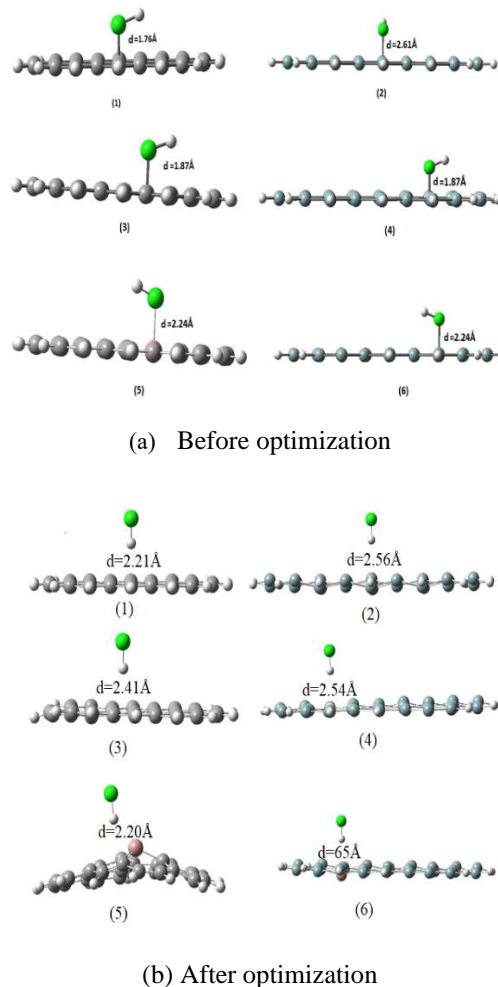 d=1.76Å
d=2.61Å
(1)
(2)
d=1.87Å
d=1.87Å
(3)
(4)
d=2.24Å
d=2.24Å
(5)
(6)
(a) Before optimization
d=2.21Å
d=2.56Å
(1)
(2)
d=2.41Å
d=2.54Å
(3)
(4)
d=2.20Å
d=65Å
(5)
(6)
(b) After optimization